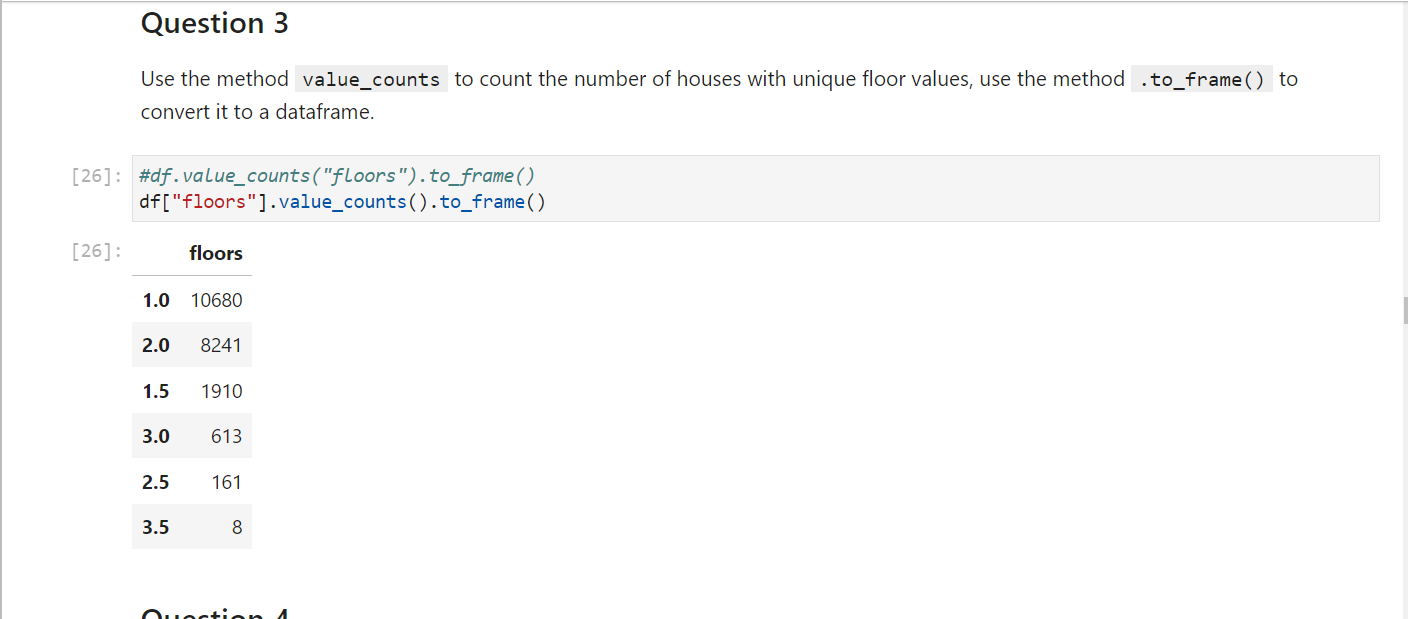 Question 3
Use the method value_counts to count the number of houses with unique floor values, use the method .to_frame() to
convert it to a dataframe.
[26]: #df.value_counts("floors").to_frame()
df["floors"].value_counts().to_frame()
[26]: floors
1.0 10680
2.0 8241
1.5 1910
3.0 613
2.5 161
3.5 8
Question 4